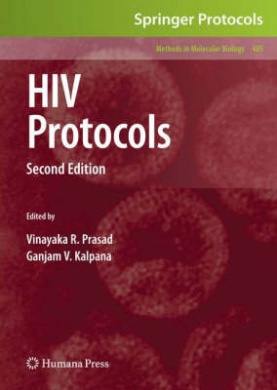 Springer Protocols
Methods in Molecular Biology 485
HIV
Protocols
Second Edition
Edited by
Vinayaka R. Prasad
Ganjam V. Kalpana
Humana Press